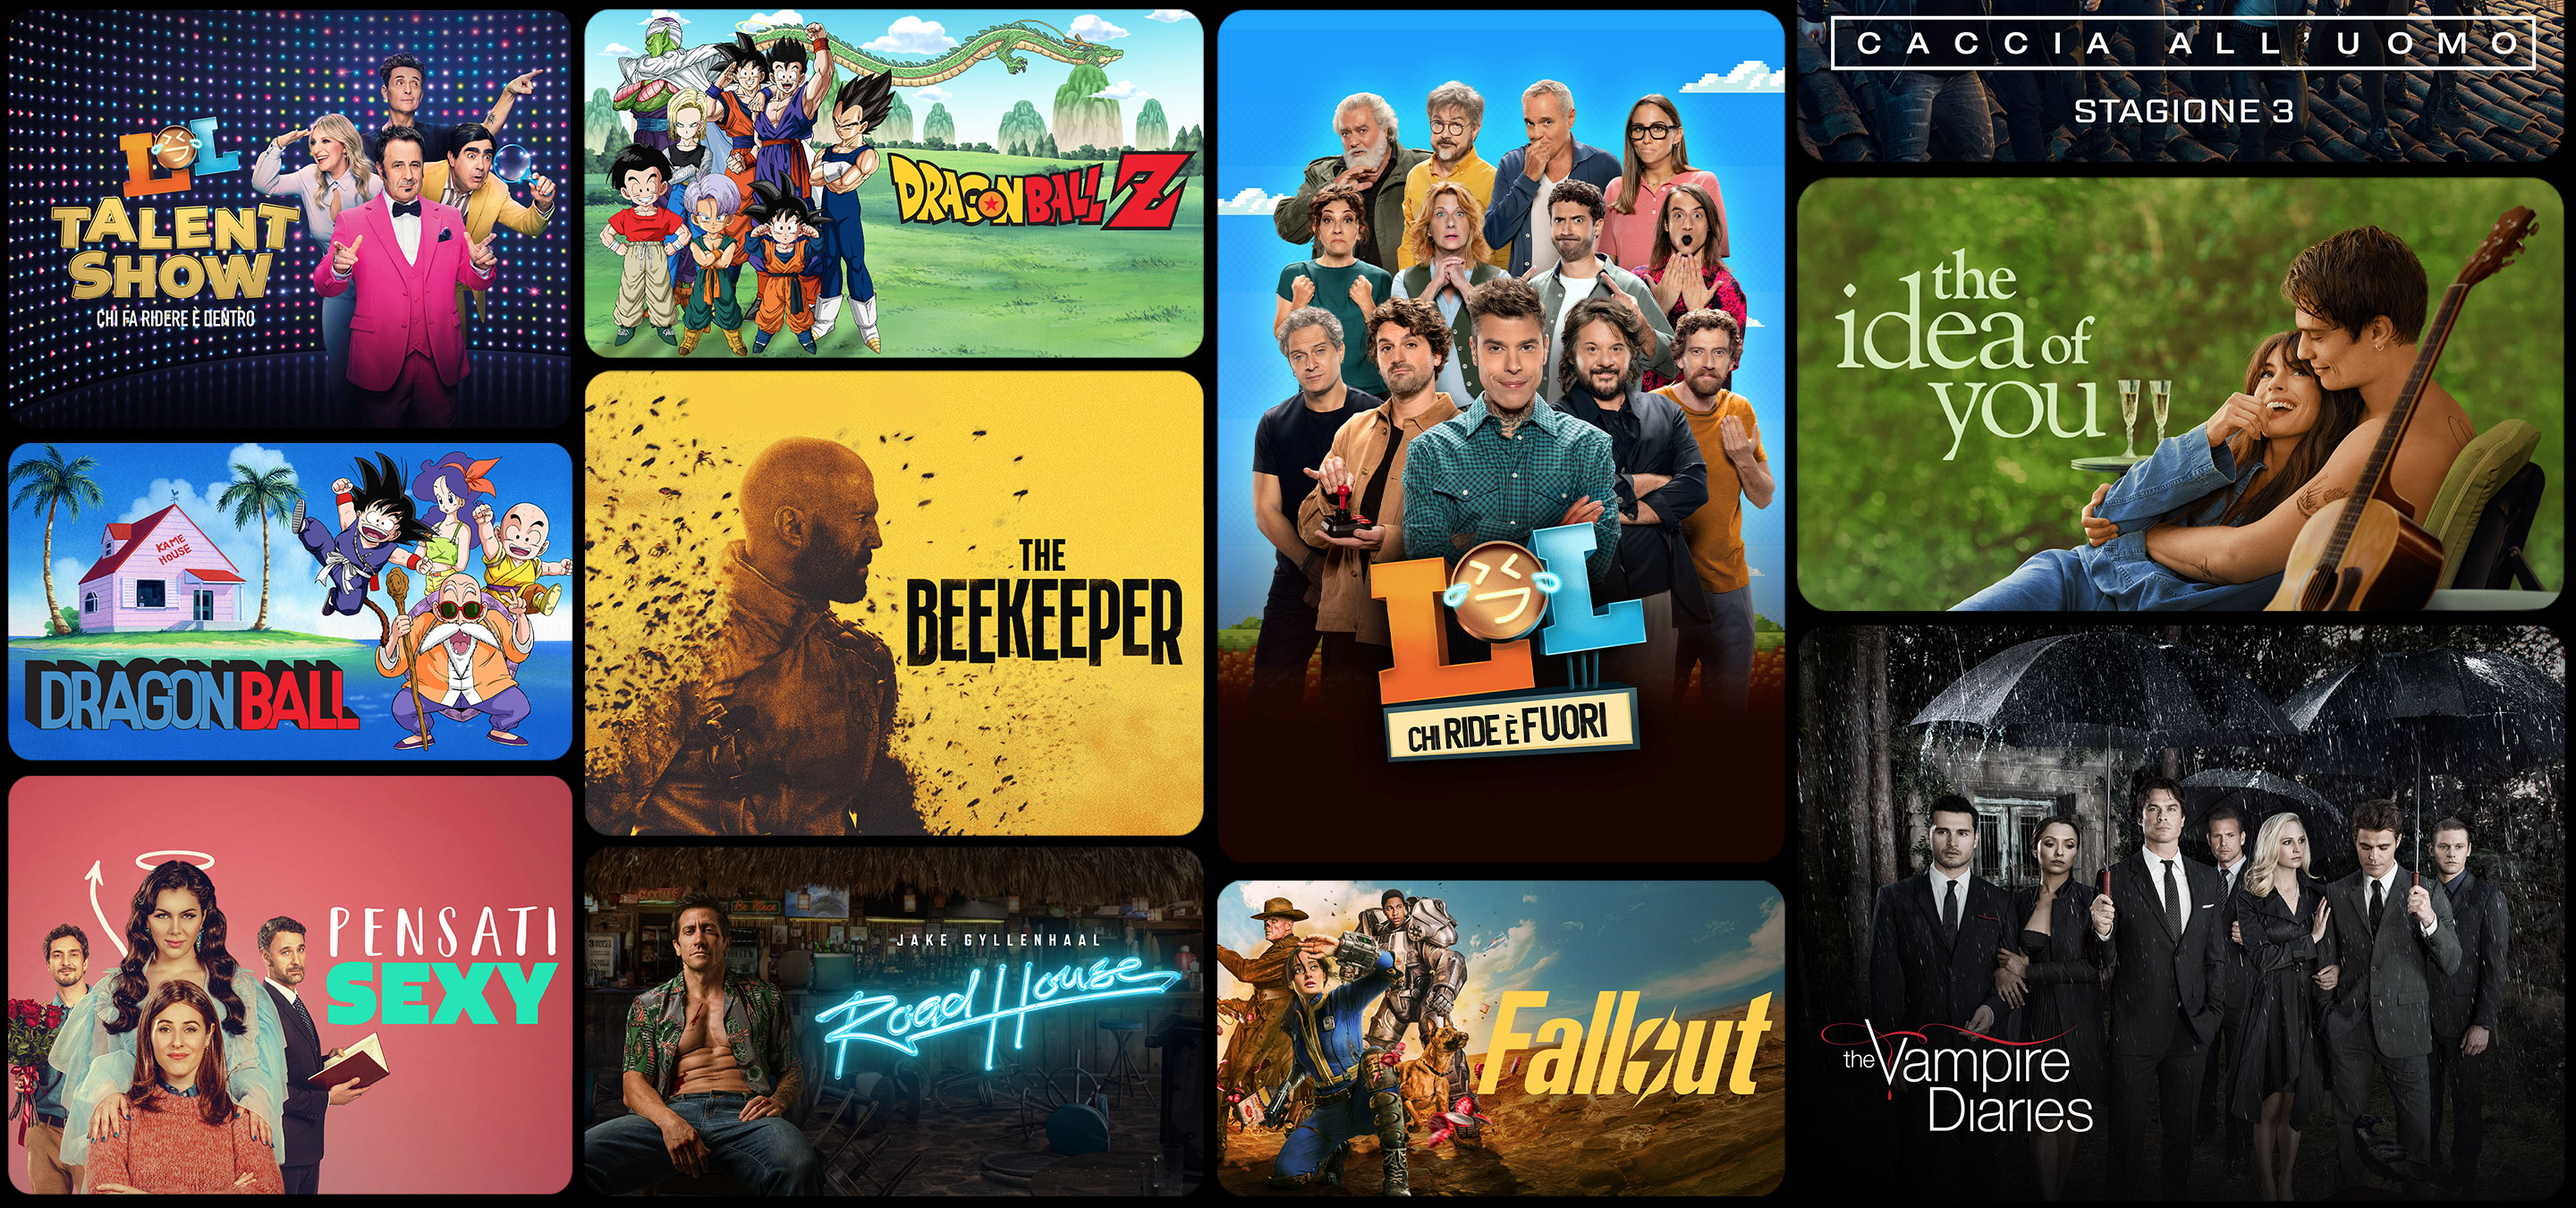 LOL
TALENT
SHOW
CHI FA RIDERE È DENTRO
DRAGON BALL
KAME
HOUSE
PENSATI
SEXY
DRAGON BALL Z
THE
BEEKEEPER
JAKE GYLLENHAAL
Road House
LOL
CHI RIDE È FUORI
Fallout
CACCIA ALL'UOMO
STAGIONE 3
the
idea of
you
the Vampire
Diaries